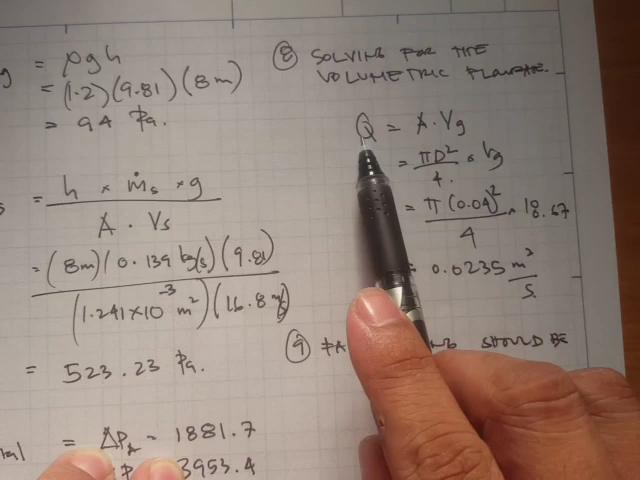 g = ρgh
= (1.2)(9.81)(8m)
= 94 Pa.
s = h × ṁs × g
A · Vs
= (8m)(0.139 kg/s)(9.81)
(1.241×10⁻³ m²)(16.8 m/s)
= 523.23 Pa.
= ΔPA = 1881.7
3953.4
⑧ SOLVING FOR THE
VOLUMETRIC FLOWRATE.
Q = A · Vg
= πD²/4 · Vg
= π(0.04)²/4 · 18.67
= 0.0235 m³/s
⑨ SHOULD BE